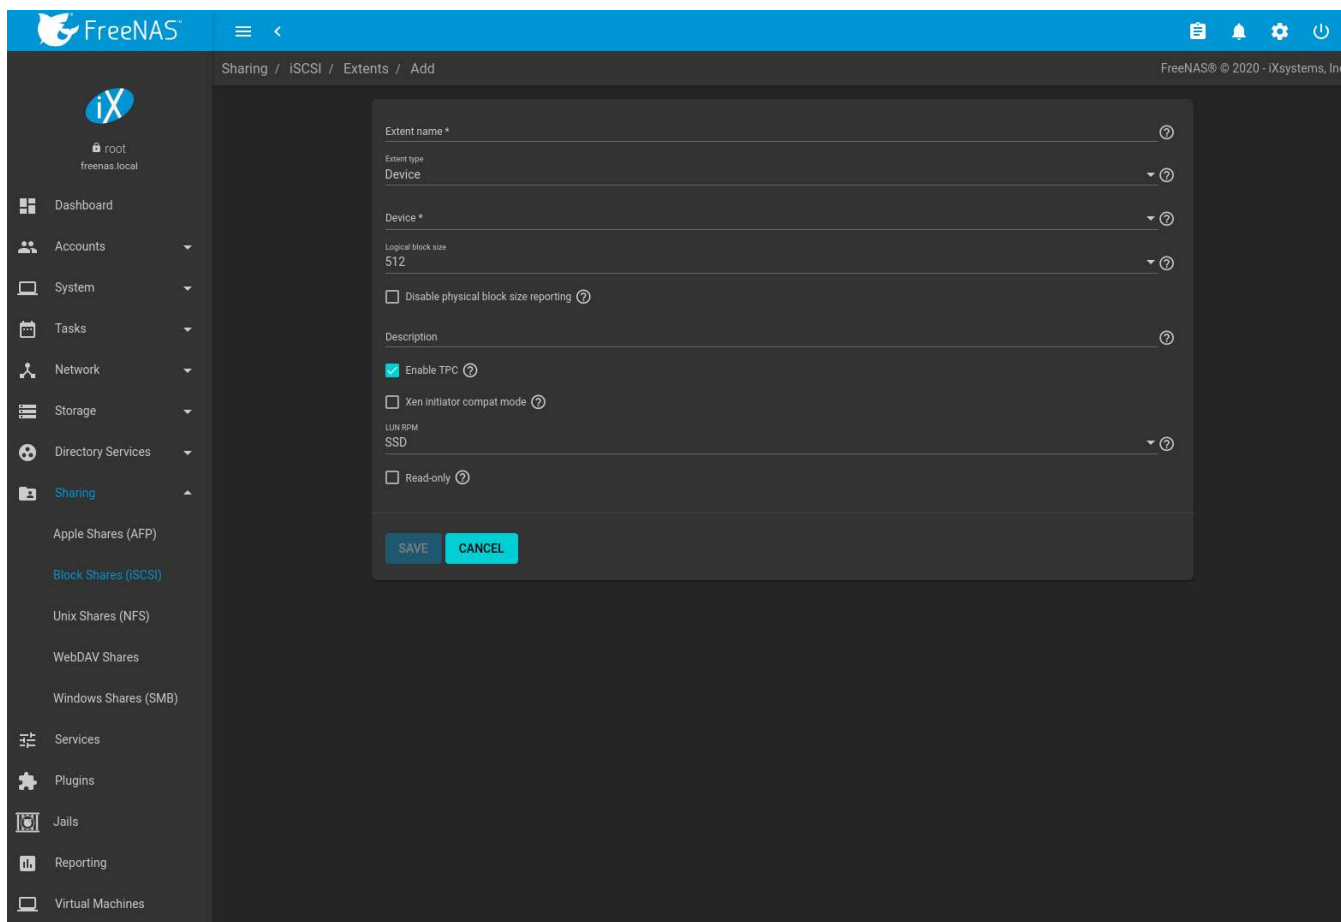 FreeNAS™
Sharing / iSCSI / Extents / Add
FreeNAS® © 2020 - iXsystems, Inc
iX
root
freenas.local
Dashboard
Accounts
System
Tasks
Network
Storage
Directory Services
Sharing
Apple Shares (AFP)
Block Shares (iSCSI)
Unix Shares (NFS)
WebDAV Shares
Windows Shares (SMB)
Services
Plugins
Jails
Reporting
Virtual Machines
Extent name *
Extent type
Device
Device *
Logical block size
512
Disable physical block size reporting
Description
Enable TPC
Xen initiator compat mode
LUN RPM
SSD
Read-only
SAVE CANCEL